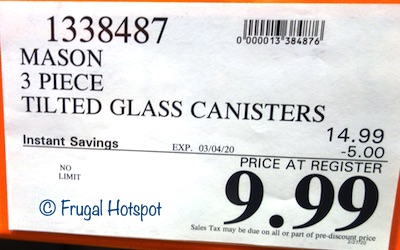 1338487
0 000013 384876
MASON
3 PIECE
TILTED GLASS CANISTERS
14.99
Instant Savings EXP. 03/04/20 -5.00
PRICE AT REGISTER
NO
LIMIT
9.99
© Frugal Hotspot
Sales Tax may be due on all or part of pre-discount price